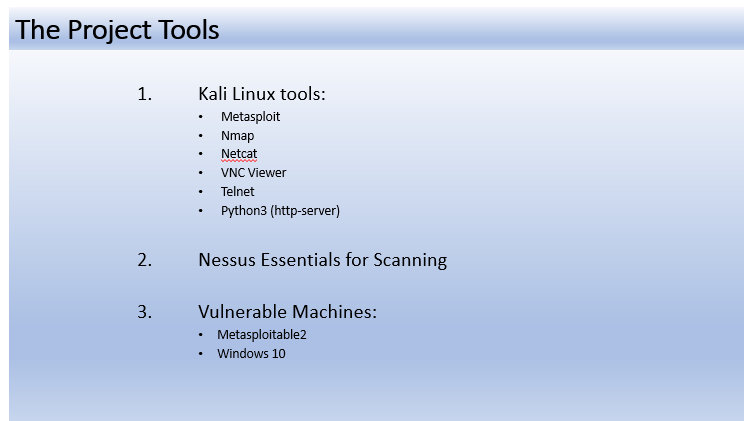 The Project Tools
1. Kali Linux tools:
• Metasploit
• Nmap
• Netcat
• VNC Viewer
• Telnet
• Python3 (http-server)
2. Nessus Essentials for Scanning
3. Vulnerable Machines:
• Metasploitable2
• Windows 10